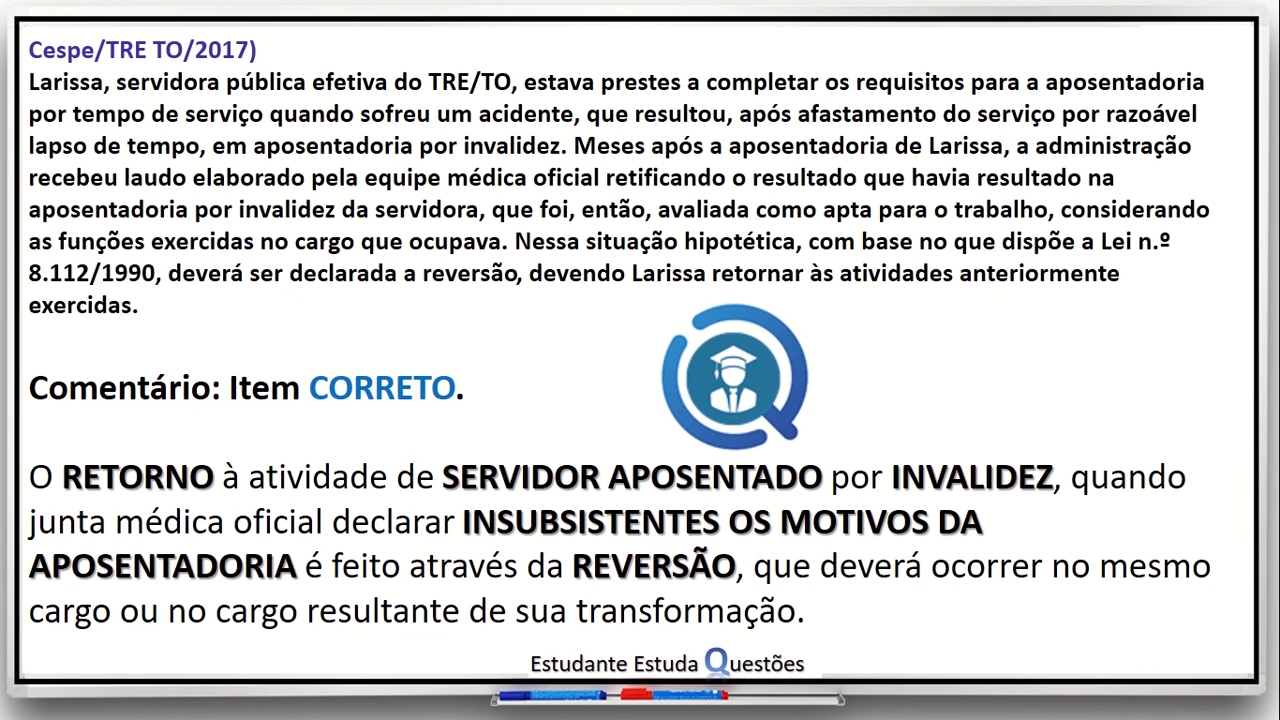 Cespe/TRE TO/2017)
Larissa, servidora pública efetiva do TRE/TO, estava prestes a completar os requisitos para a aposentadoria
por tempo de serviço quando sofreu um acidente, que resultou, após afastamento do serviço por razoável
lapso de tempo, em aposentadoria por invalidez. Meses após a aposentadoria de Larissa, a administração
recebeu laudo elaborado pela equipe médica oficial retificando o resultado que havia resultado na
aposentadoria por invalidez da servidora, que foi, então, avaliada como apta para o trabalho, considerando
as funções exercidas no cargo que ocupava. Nessa situação hipotética, com base no que dispõe a Lei n.º
8.112/1990, deverá ser declarada a reversão, devendo Larissa retornar às atividades anteriormente
exercidas.
Comentário: Item CORRETO.
O RETORNO à atividade de SERVIDOR APOSENTADO por INVALIDEZ, quando
junta médica oficial declarar INSUBSISTENTES OS MOTIVOS DA
APOSENTADORIA é feito através da REVERSÃO, que deverá ocorrer no mesmo
cargo ou no cargo resultante de sua transformação.
Estudante Estuda Questões